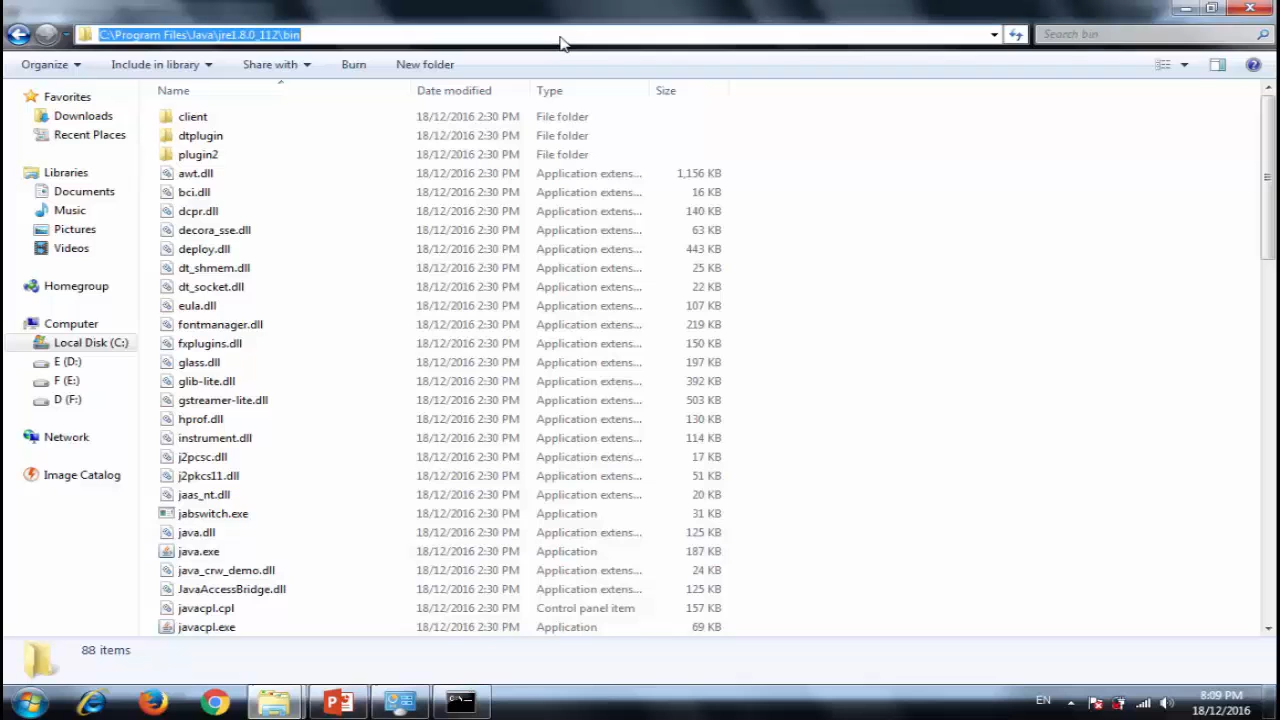 C:\Program Files\Java\jre1.8.0_112\bin
Search bin
Organize Include in library Share with Burn New folder
Name Date modified Type Size
Favorites
Downloads
Recent Places
Libraries
Documents
Music
Pictures
Videos
Homegroup
Computer
Local Disk (C:)
E (D:)
F (E:)
D (F:)
Network
Image Catalog
client 18/12/2016 2:30 PM File folder
dtplugin 18/12/2016 2:30 PM File folder
plugin2 18/12/2016 2:30 PM File folder
awt.dll 18/12/2016 2:30 PM Application extens... 1,156 KB
bci.dll 18/12/2016 2:30 PM Application extens... 16 KB
dcpr.dll 18/12/2016 2:30 PM Application extens... 140 KB
decora_sse.dll 18/12/2016 2:30 PM Application extens... 63 KB
deploy.dll 18/12/2016 2:30 PM Application extens... 443 KB
dt_shmem.dll 18/12/2016 2:30 PM Application extens... 25 KB
dt_socket.dll 18/12/2016 2:30 PM Application extens... 22 KB
eula.dll 18/12/2016 2:30 PM Application extens... 107 KB
fontmanager.dll 18/12/2016 2:30 PM Application extens... 219 KB
fxplugins.dll 18/12/2016 2:30 PM Application extens... 150 KB
glass.dll 18/12/2016 2:30 PM Application extens... 197 KB
glib-lite.dll 18/12/2016 2:30 PM Application extens... 392 KB
gstreamer-lite.dll 18/12/2016 2:30 PM Application extens... 503 KB
hprof.dll 18/12/2016 2:30 PM Application extens... 130 KB
instrument.dll 18/12/2016 2:30 PM Application extens... 114 KB
j2pcsc.dll 18/12/2016 2:30 PM Application extens... 17 KB
j2pkcs11.dll 18/12/2016 2:30 PM Application extens... 51 KB
jaas_nt.dll 18/12/2016 2:30 PM Application extens... 20 KB
jabswitch.exe 18/12/2016 2:30 PM Application 31 KB
java.dll 18/12/2016 2:30 PM Application extens... 125 KB
java.exe 18/12/2016 2:30 PM Application 187 KB
java_crw_demo.dll 18/12/2016 2:30 PM Application extens... 24 KB
JavaAccessBridge.dll 18/12/2016 2:30 PM Application extens... 125 KB
javacpl.cpl 18/12/2016 2:30 PM Control panel item 157 KB
javacpl.exe 18/12/2016 2:30 PM Application 69 KB
88 items
EN
8:09 PM
18/12/2016